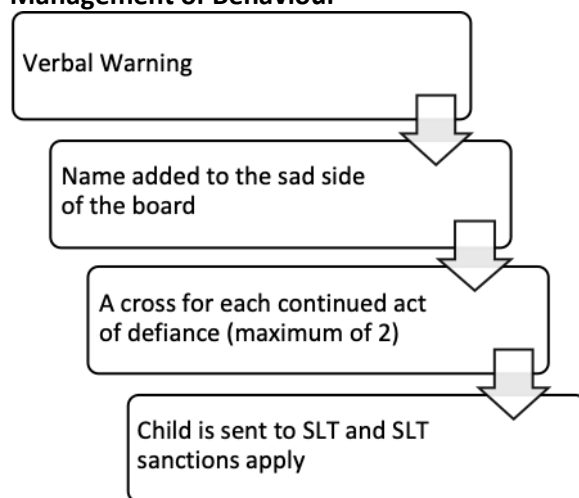 Management of Behaviour
Verbal Warning
Name added to the sad side
of the board
A cross for each continued act
of defiance (maximum of 2)
Child is sent to SLT and SLT
sanctions apply